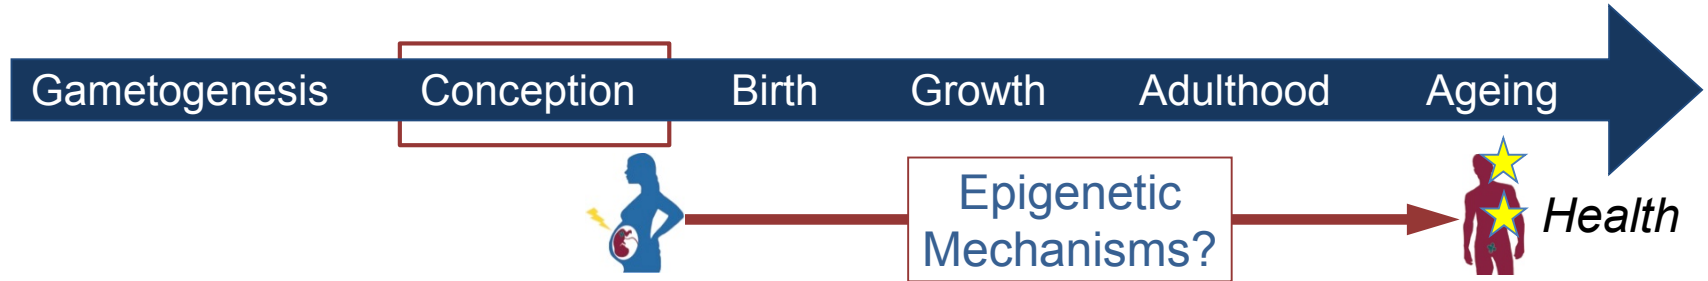 Gametogenesis Conception Birth Growth Adulthood Ageing
Epigenetic
Mechanisms?
Health